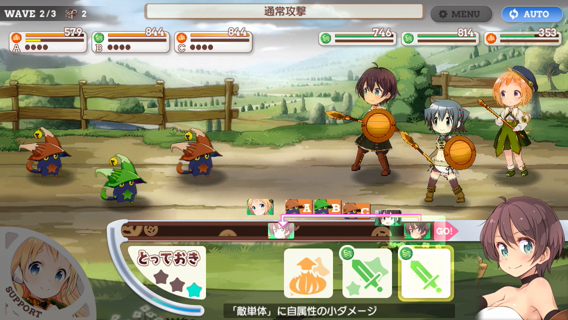 WAVE 2/3 2
通常攻撃
MENU
AUTO
579
844
844
746
814
353
A
B
C
A B
GO!
とっておき
SUPPORT
「敵単体」に自属性の小ダメージ